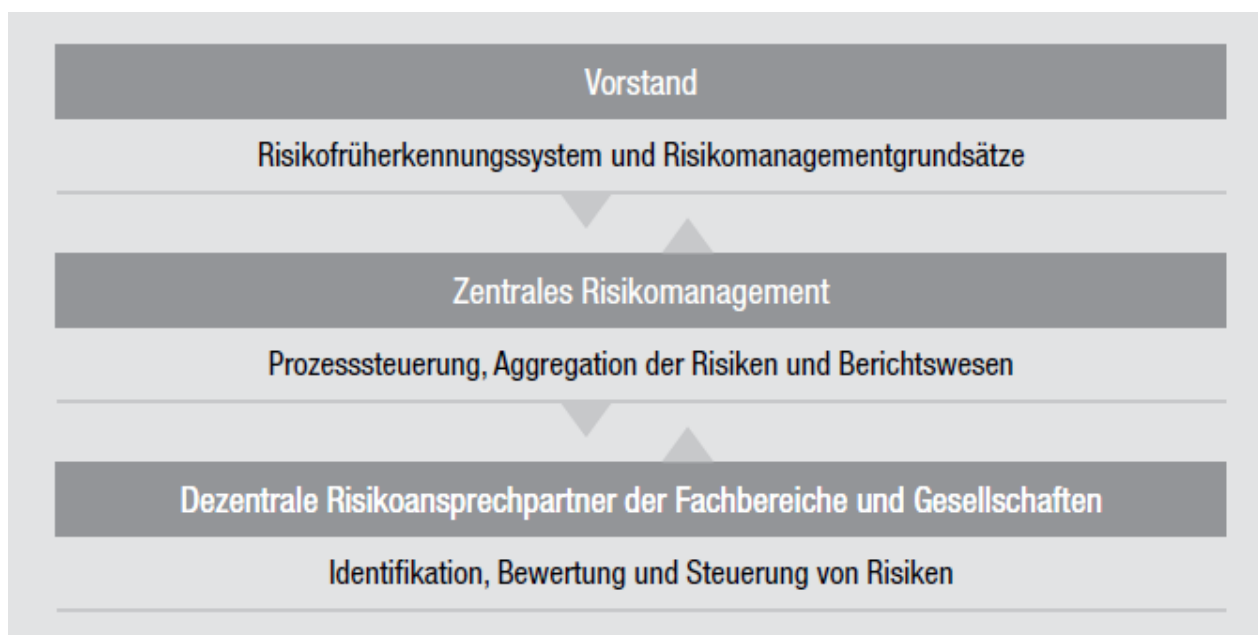 Vorstand
Risikofrüherkennungssystem und Risikomanagementgrundsätze
Zentrales Risikomanagement
Prozesssteuerung, Aggregation der Risiken und Berichtswesen
Dezentrale Risikoansprechpartner der Fachbereiche und Gesellschaften
Identifikation, Bewertung und Steuerung von Risiken